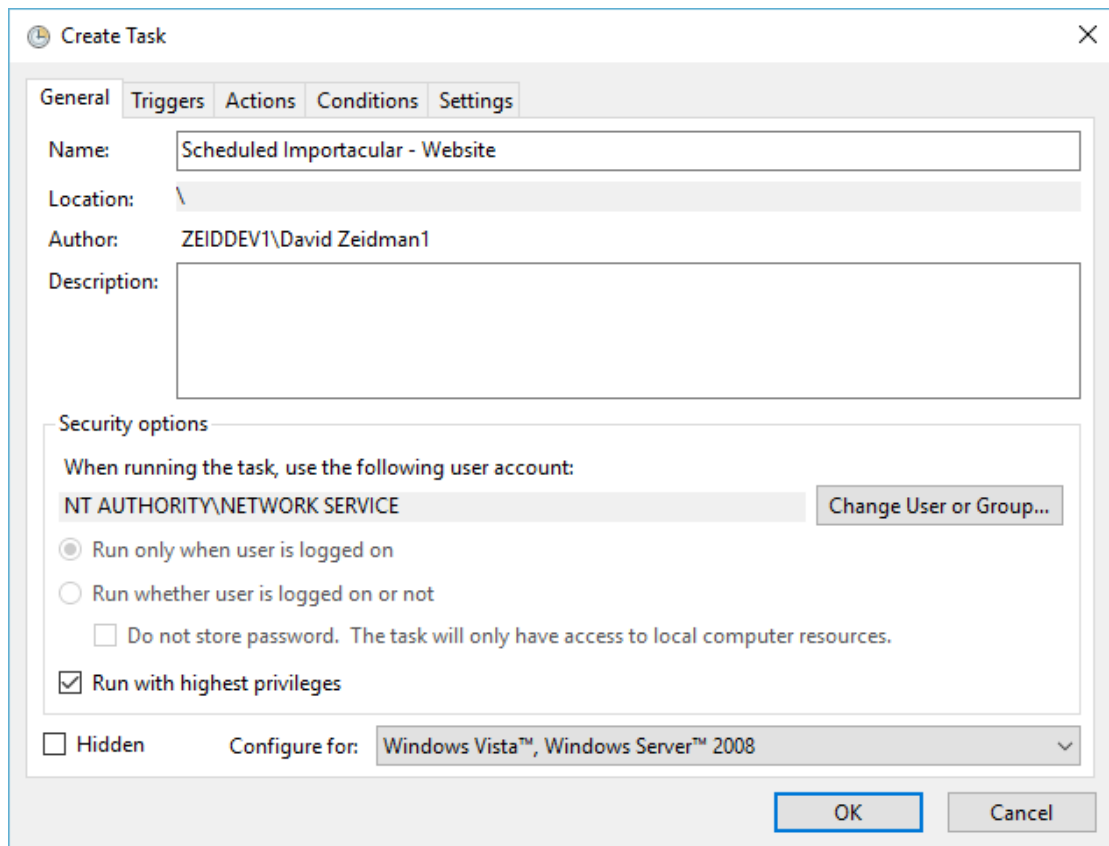 Create Task
General Triggers Actions Conditions Settings
Name: Scheduled Importacular - Website
Location: \
Author: ZEIDDEV1\David Zeidman1
Description:
Security options
When running the task, use the following user account:
NT AUTHORITY\NETWORK SERVICE Change User or Group...
Run only when user is logged on
Run whether user is logged on or not
Do not store password. The task will only have access to local computer resources.
Run with highest privileges
Hidden Configure for: Windows Vista™, Windows Server™ 2008
OK Cancel